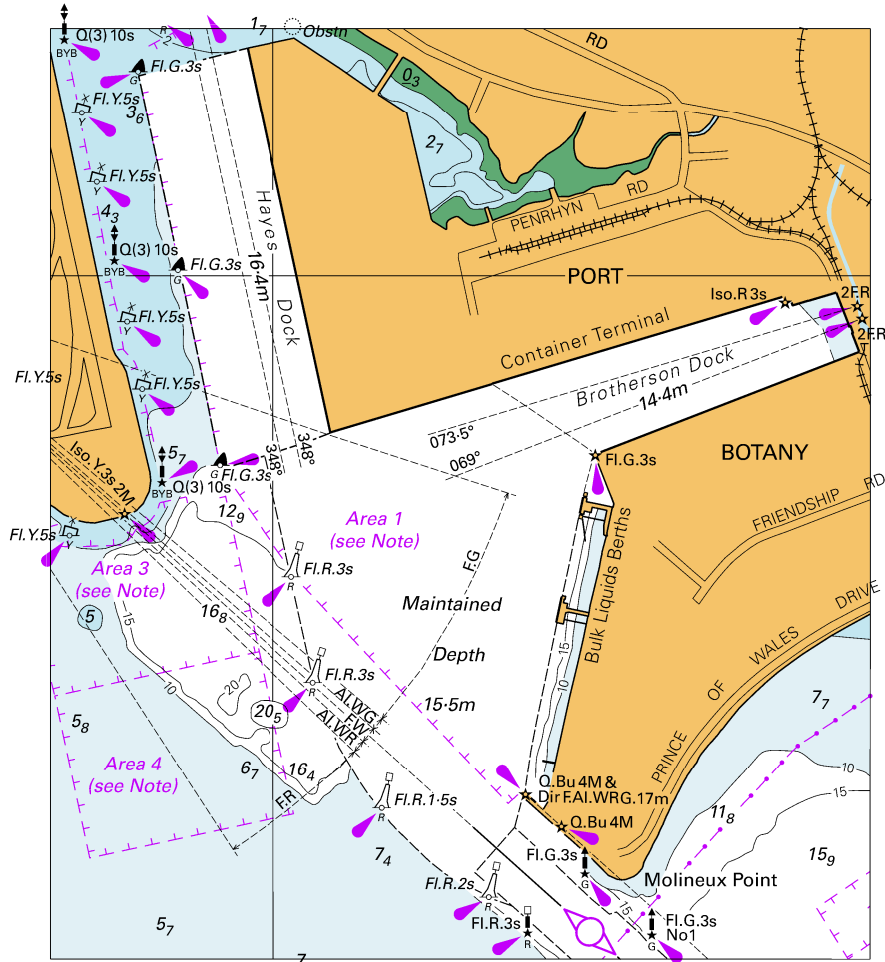 1₇
Obstn
RD
Q(3) 10s
BYB
R
2
Fl.G.3s
G
0₃
Fl.Y.5s
Y
3₆
2₇
Fl.Y.5s
Y
RD
PENRHYN
4₃
Hayes Dock
16·4m
Q(3) 10s
BYB
Fl.G.3s
G
PORT
Iso.R 3s
2F.R
2F.R
Fl.Y.5s
Y
Container Terminal
Brotherson Dock
14·4m
Fl.Y.5s
Fl.Y.5s
Y
073·5°
069°
348°
348°
BOTANY
Iso.Y.3s 2M
5₇
BYB
Q(3) 10s
G
Fl.G.3s
Fl.G.3s
RD
FRIENDSHIP
12₉
Area 1
(see Note)
Fl.Y.5s
Y
F.G
Area 3
(see Note)
Fl.R.3s
R
Bulk Liquids Berths
5
15
16₈
Maintained
Depth
15·5m
DRIVE
WALES
OF
PRINCE
15
10
10
20
20₅
Fl.R.3s
R
Al.WG
FW
Al.WR
5₈
7₇
Area 4
(see Note)
6₇
16₄
F.R
Fl.R.1·5s
R
10
15
Q.Bu 4M &
Dir F.Al.WRG.17m
Q.Bu 4M
11₈
7₄
Fl.G.3s
G
15₉
Molineux Point
Fl.R.2s
R
15
5₇
Fl.R.3s
R
Fl.G.3s
No1
G
7